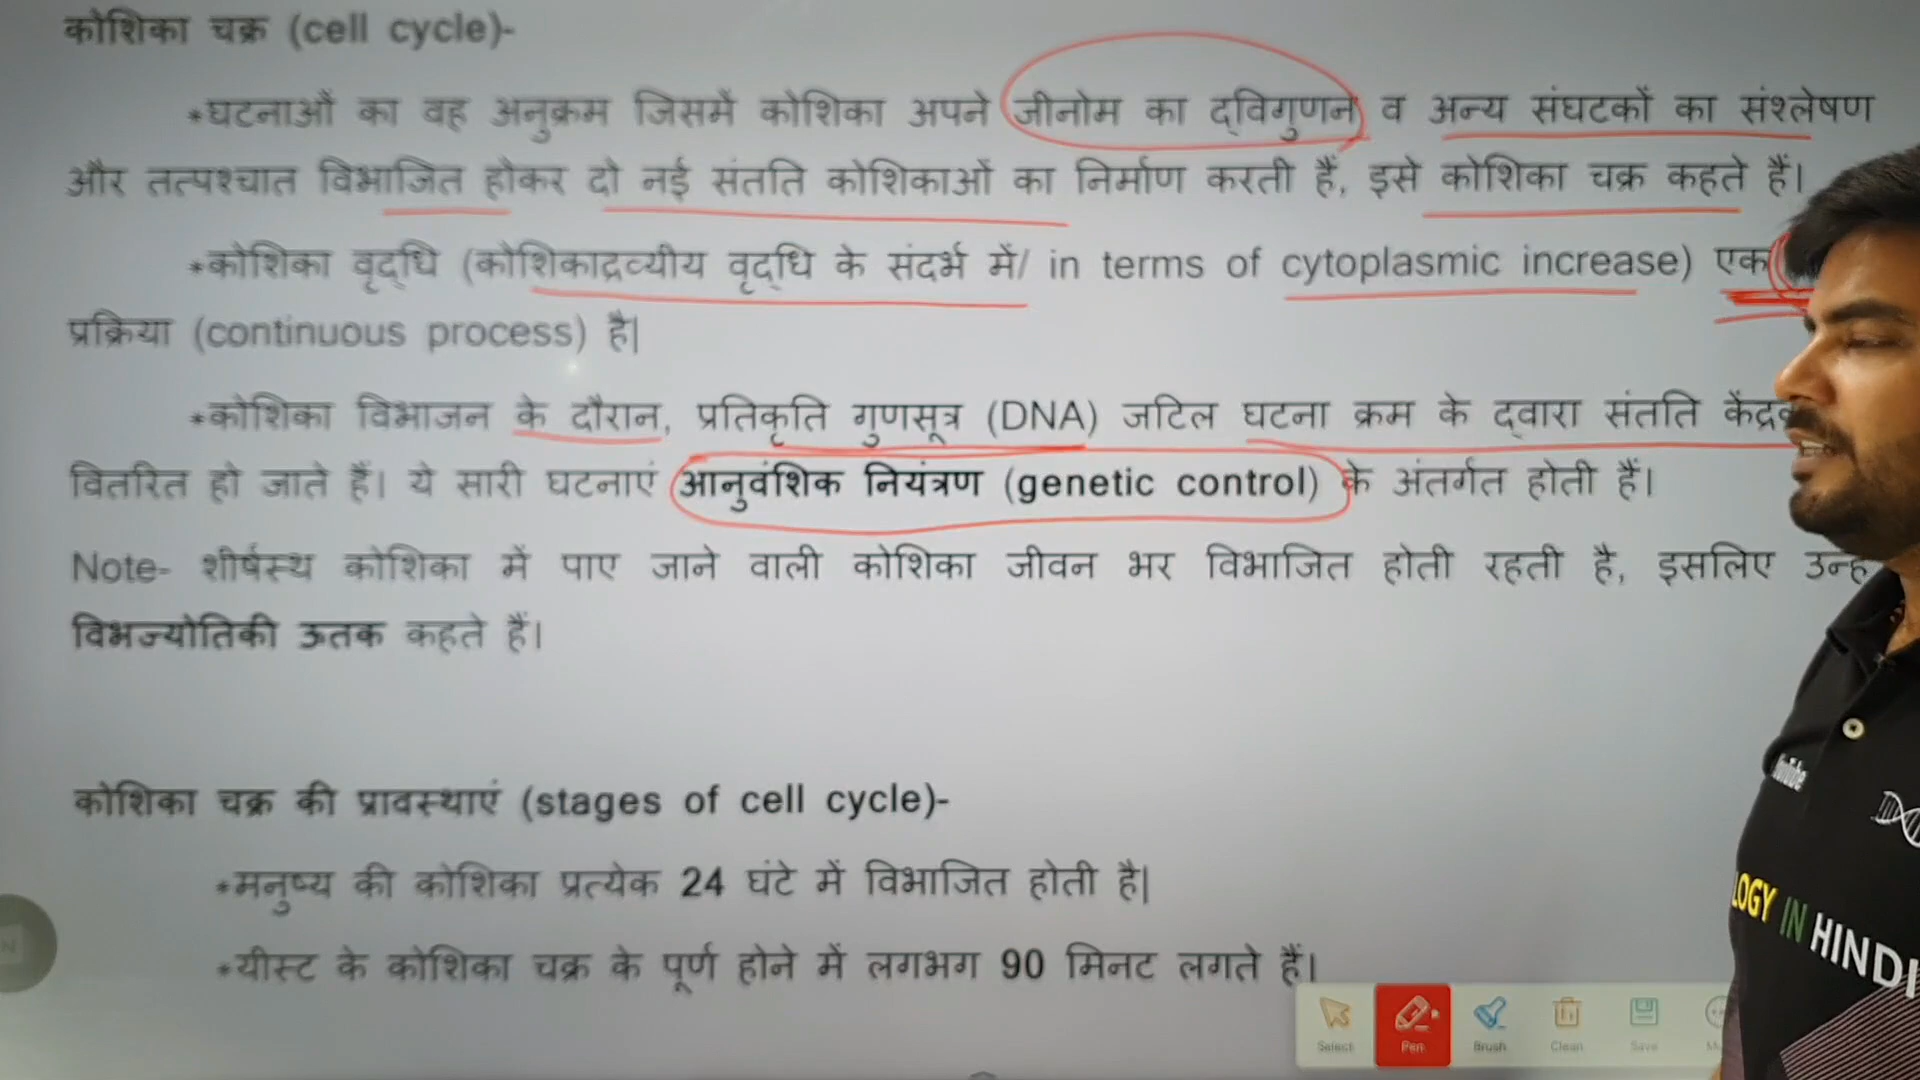 कोशिका चक्र (cell cycle)-
*घटनाओं का वह अनुक्रम जिसमें कोशिका अपने जीनोम का द्विगुणन व अन्य संघटकों का संश्लेषण
और तत्पश्चात विभाजित होकर दो नई संतति कोशिकाओं का निर्माण करती हैं, इसे कोशिका चक्र कहते हैं।
*कोशिका वृद्धि (कोशिकाद्रव्यीय वृद्धि के संदर्भ में/ in terms of cytoplasmic increase) एक
प्रक्रिया (continuous process) है|
*कोशिका विभाजन के दौरान, प्रतिकृति गुणसूत्र (DNA) जटिल घटना क्रम के द्वारा संतति
वितरित हो जाते हैं। ये सारी घटनाएं आनुवंशिक नियंत्रण (genetic control) के अंतर्गत होती हैं।
Note- शीर्षस्थ कोशिका में पाए जाने वाली कोशिका जीवन भर विभाजित होती रहती है, इसलिए
विभज्योतिकी ऊतक कहते हैं।
कोशिका चक्र की प्रावस्थाएं (stages of cell cycle)-
*मनुष्य की कोशिका प्रत्येक 24 घंटे में विभाजित होती है|
*यीस्ट के कोशिका चक्र के पूर्ण होने में लगभग 90 मिनट लगते हैं।
YouTube
LOGY IN HINDI
Select Pen Brush Clean Save